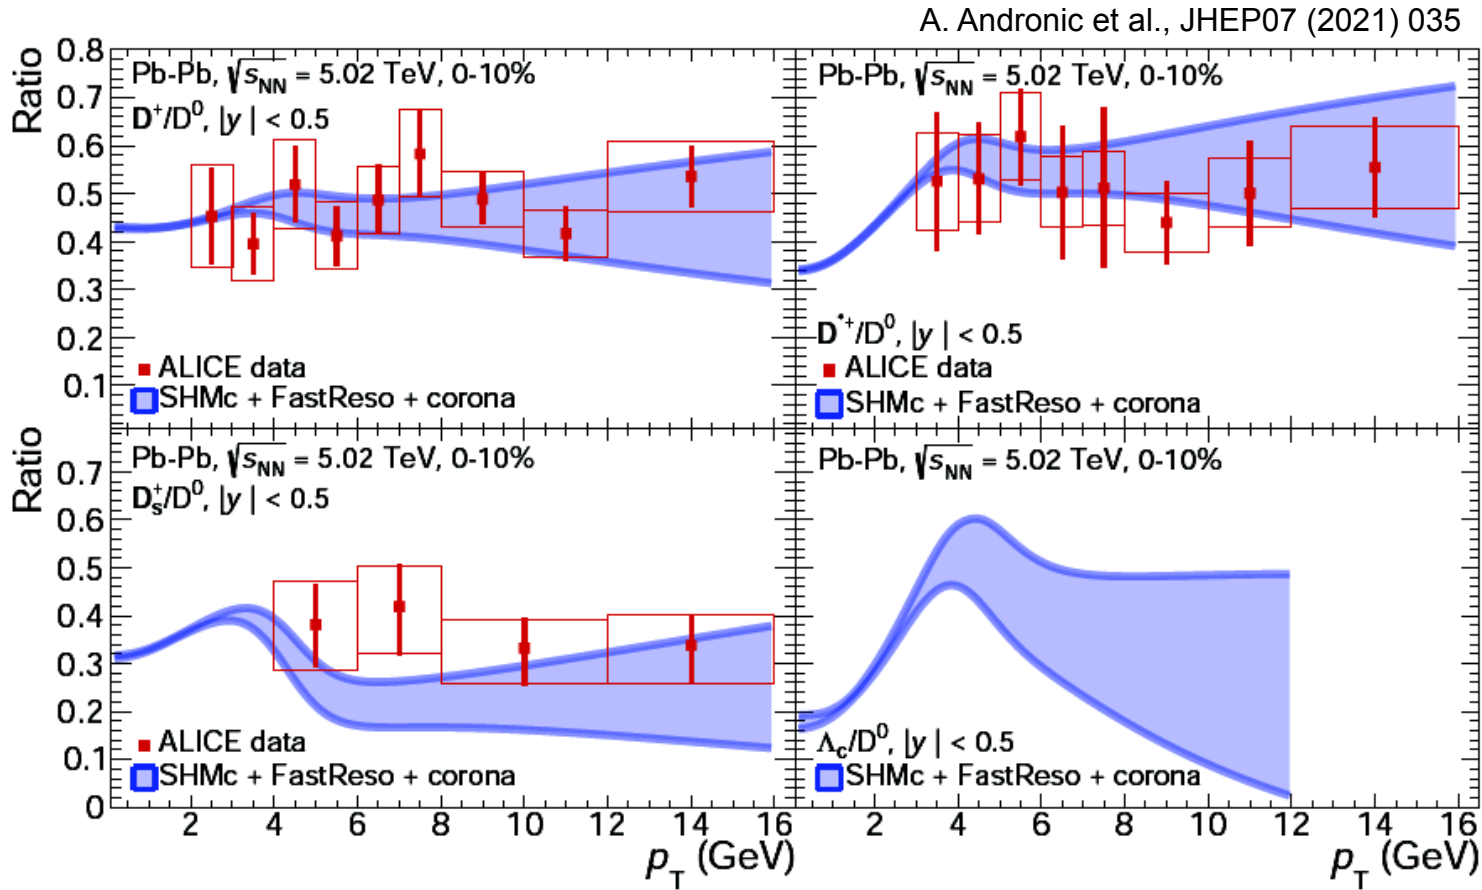 A. Andronic et al., JHEP07 (2021) 035
Ratio
0.8
0.7
0.6
0.5
0.4
0.3
0.2
0.1
Pb-Pb, √sNN = 5.02 TeV, 0-10%
D+/D0, |y| < 0.5
ALICE data
SHMc + FastReso + corona
Pb-Pb, √sNN = 5.02 TeV, 0-10%
D*+/D0, |y| < 0.5
ALICE data
SHMc + FastReso + corona
Ratio
0.7
0.6
0.5
0.4
0.3
0.2
0.1
0
Pb-Pb, √sNN = 5.02 TeV, 0-10%
Ds+/D0, |y| < 0.5
ALICE data
SHMc + FastReso + corona
2 4 6 8 10 12 14 16
pT (GeV)
Pb-Pb, √sNN = 5.02 TeV, 0-10%
Λc/D0, |y| < 0.5
SHMc + FastReso + corona
2 4 6 8 10 12 14 16
pT (GeV)